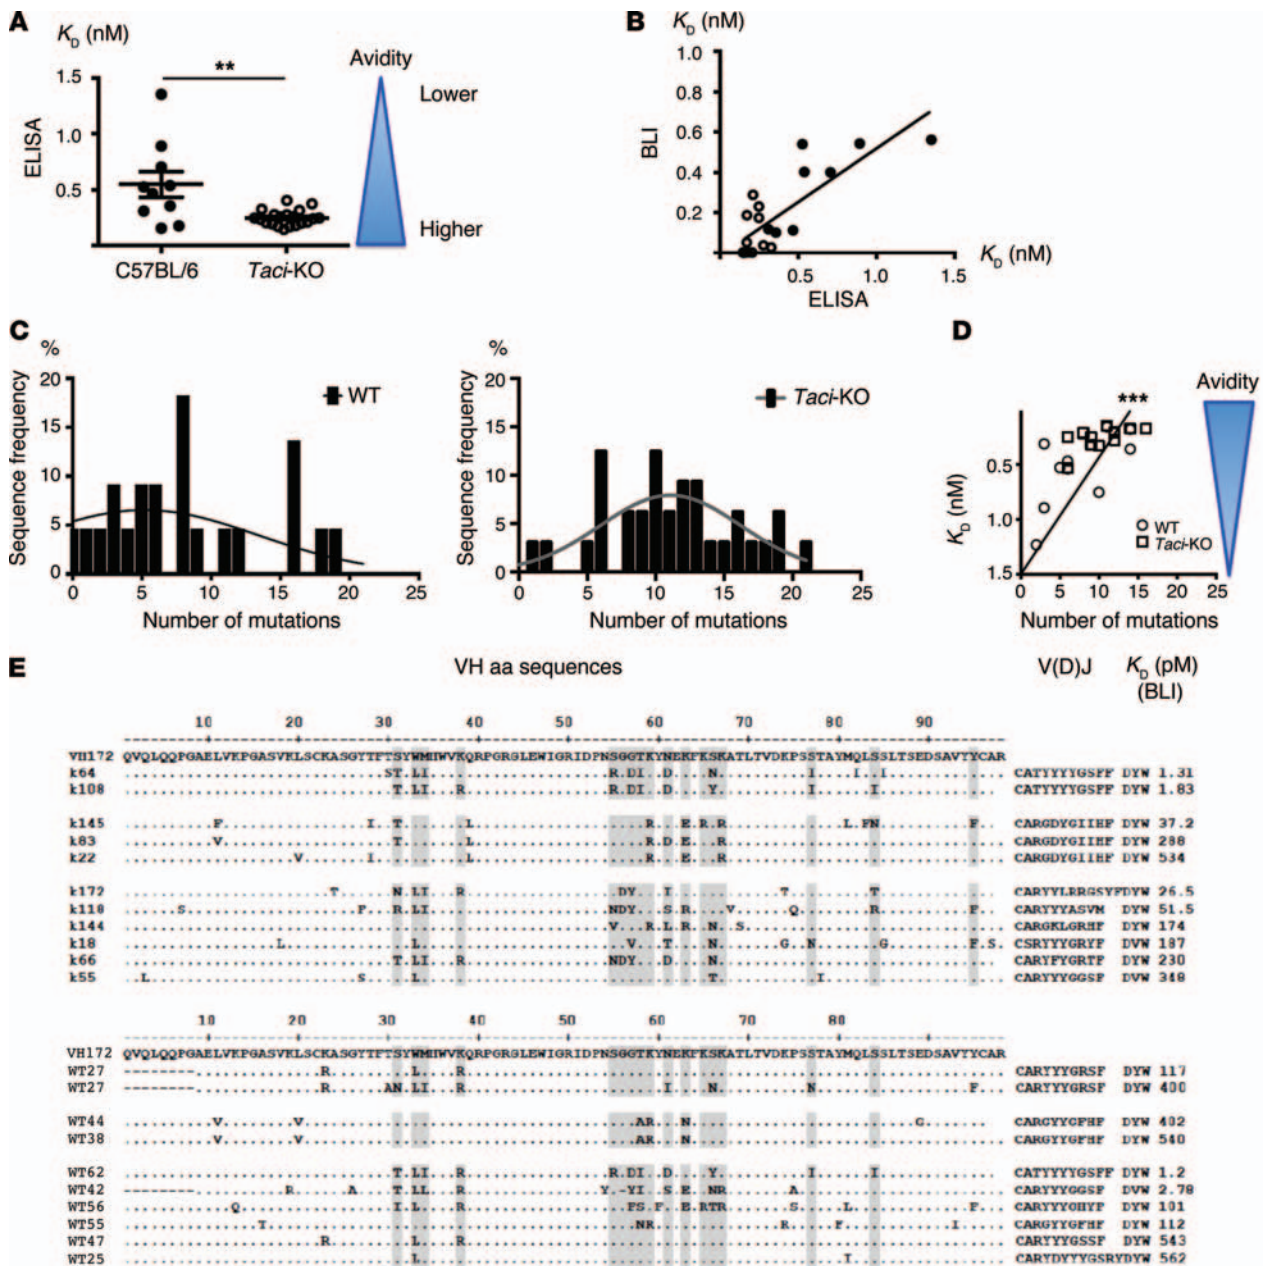 A
K_D (nM)
ELISA
1.5
1.0
0.5
**
C57BL/6
Taci-KO
Avidity
Lower
Higher
B
K_D (nM)
BLI
1.0
0.8
0.6
0.4
0.2
0.5
1.0
1.5
K_D (nM)
ELISA
C
%
Sequence frequency
20
15
10
5
0
WT
0 5 10 15 20 25
Number of mutations
%
Sequence frequency
20
15
10
5
0
Taci-KO
0 5 10 15 20 25
Number of mutations
D
Avidity
***
K_D (nM)
0.5
1.0
1.5
WT
Taci-KO
0 5 10 15 20 25
Number of mutations
E
VH aa sequences
V(D)J
K_D (pM)
(BLI)
10 20 30 40 50 60 70 80 90
VH172 QVQLQQPGAELVKPGASVKLSCKASGYTFTSYWMHWVKQRPGRGLEWIGRIDPNSGGTKYNEKFKSKATLTVDKPSSTAYMQLSSLTSEDSAVYYCAR
k64 CATYYYYGSFF DYW 1.31
k108 CATYYYYGSFF DYW 1.83
k145 CARGDYGIIHF DYW 37.2
k83 CARGDYGIIHF DYW 288
k22 CARGDYGIIHF DYW 534
k172 CARYYLRRGSYFDYW 26.5
k118 CARYYYASVM DYW 51.5
k144 CARGKLGRHF DYW 174
k18 CSRYYYGRYF DVW 187
k66 CARYFYGRTF DYW 230
k55 CARYYYGGSF DVW 348
10 20 30 40 50 60 70 80
VH172 QVQLQQPGAELVKPGASVKLSCKASGYTFTSYWMHWVKQRPGRGLEWIGRIDPNSGGTKYNEKFKSKATLTVDKPSSTAYMQLSSLTSEDSAVTYYCAR
WT27 CARYYYGRSF DYW 117
WT27 CARYYYGRSF DYW 400
WT44 CARGYYGFHF DYW 402
WT38 CARGYYGFHF DYW 540
WT62 CATYYYYGSFF DYW 1.2
WT42 CARYYYGGSF DVW 2.78
WT56 CARYYYGHYF DYW 101
WT55 CARGYYGFHF DYW 112
WT47 CARYYYGSSF DYW 543
WT25 CARYDYYYGSRYDYW 562